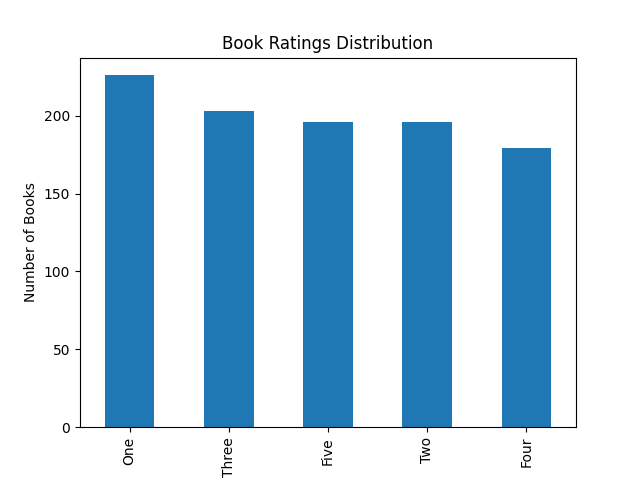 Book Ratings Distribution
Number of Books
200
150
100
50
0
One
Three
Five
Two
Four